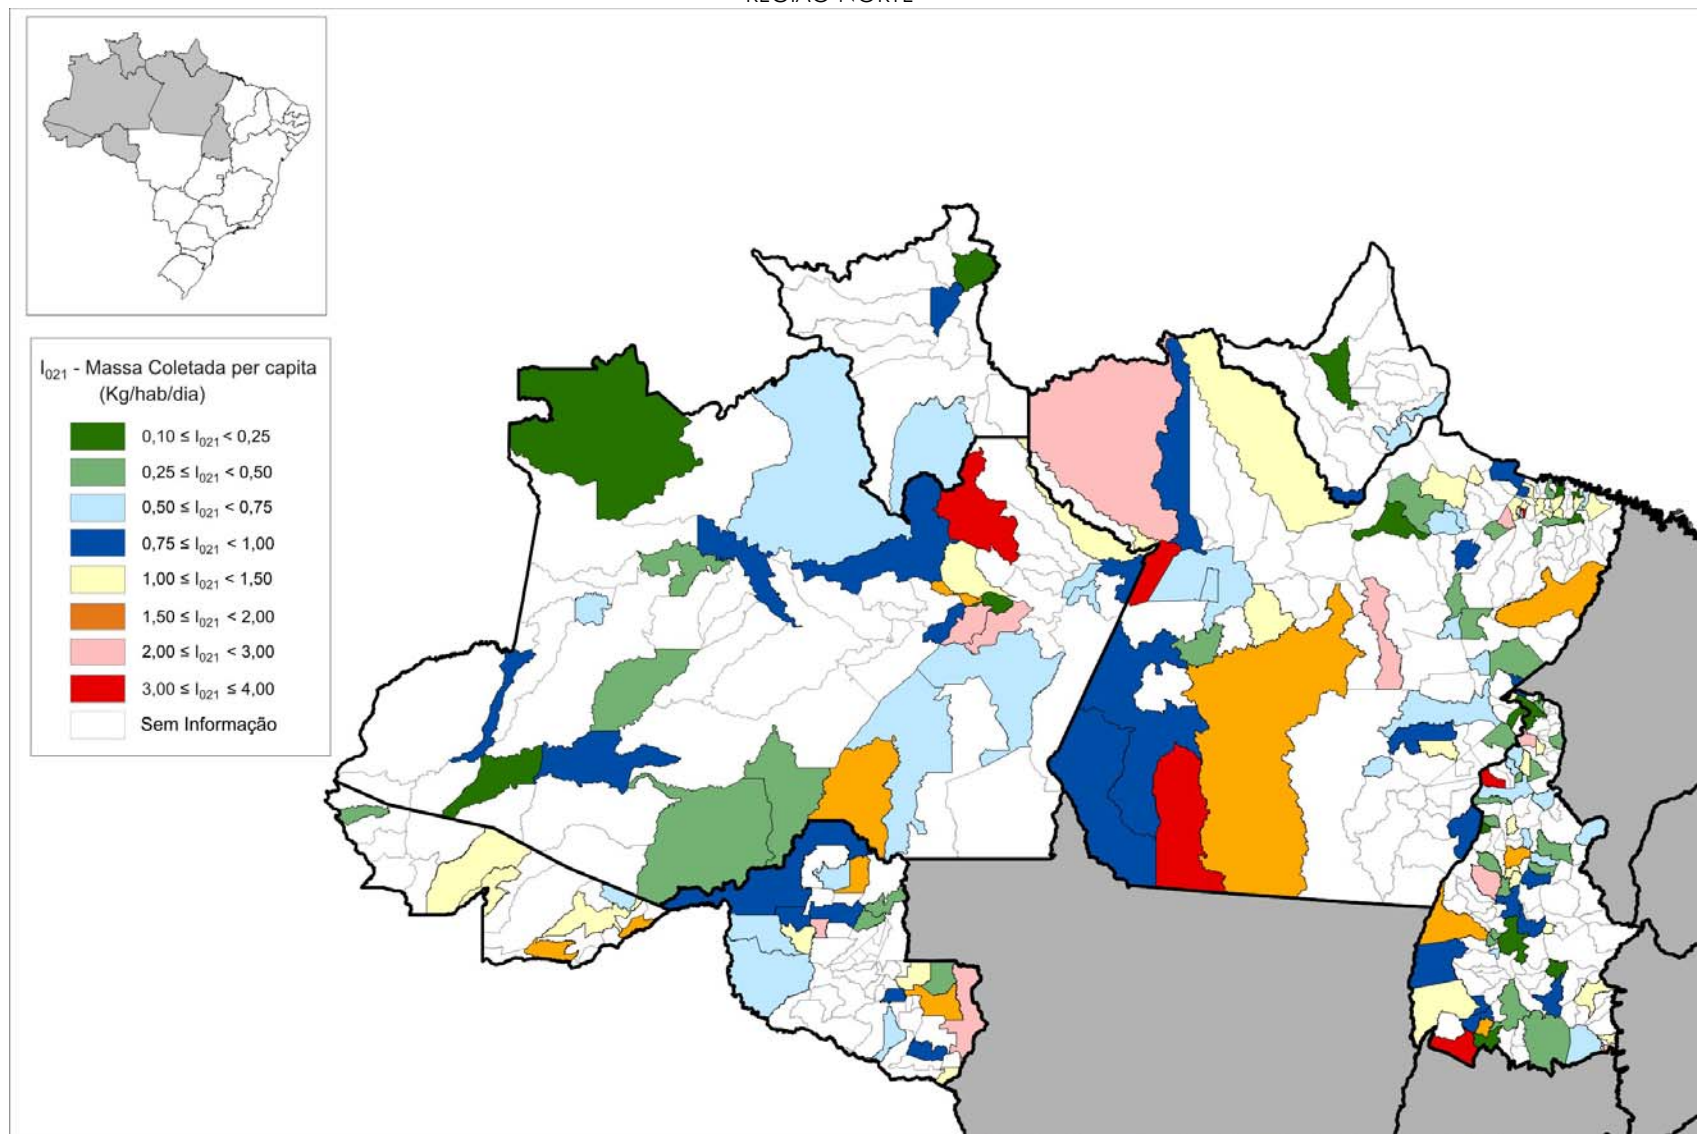 REGIÃO NORTE
I021 - Massa Coletada per capita
(Kg/hab/dia)
0,10 ≤ I021 < 0,25
0,25 ≤ I021 < 0,50
0,50 ≤ I021 < 0,75
0,75 ≤ I021 < 1,00
1,00 ≤ I021 < 1,50
1,50 ≤ I021 < 2,00
2,00 ≤ I021 < 3,00
3,00 ≤ I021 ≤ 4,00
Sem Informação